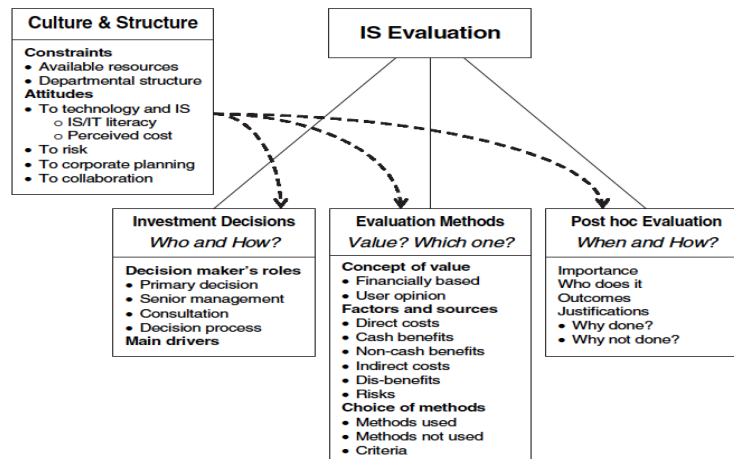 Culture & Structure
Constraints
• Available resources
• Departmental structure
Attitudes
• To technology and IS
o IS/IT literacy
o Perceived cost
• To risk
• To corporate planning
• To collaboration
IS Evaluation
Investment Decisions
Who and How?
Decision maker's roles
• Primary decision
• Senior management
• Consultation
• Decision process
Main drivers
Evaluation Methods
Value? Which one?
Concept of value
• Financially based
• User opinion
Factors and sources
• Direct costs
• Cash benefits
• Non-cash benefits
• Indirect costs
• Dis-benefits
• Risks
Choice of methods
• Methods used
• Methods not used
• Criteria
Post hoc Evaluation
When and How?
Importance
Who does it
Outcomes
Justifications
• Why done?
• Why not done?